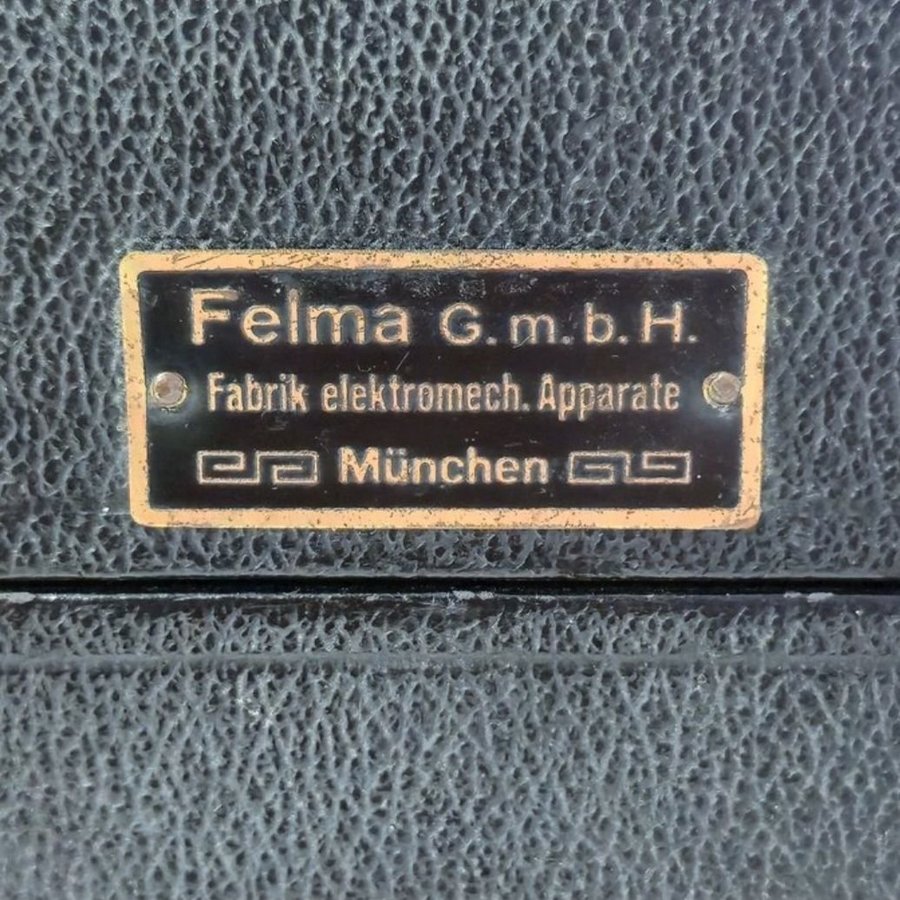 Felma G.m.b.H.
Fabrik elektromech. Apparate
München